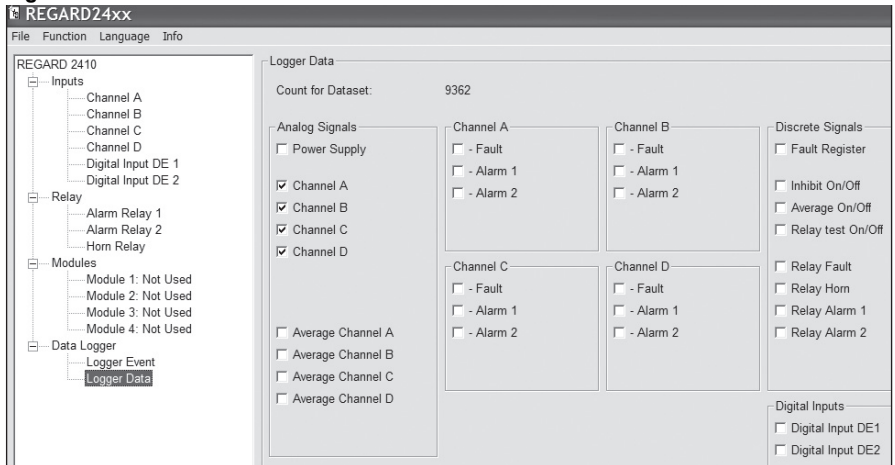 REGARD24xx
File Function Language Info
REGARD 2410
Inputs
Channel A
Channel B
Channel C
Channel D
Digital Input DE 1
Digital Input DE 2
Relay
Alarm Relay 1
Alarm Relay 2
Horn Relay
Modules
Module 1: Not Used
Module 2: Not Used
Module 3: Not Used
Module 4: Not Used
Data Logger
Logger Event
Logger Data
Logger Data
Count for Dataset: 9362
Analog Signals
Power Supply
Channel A
Channel B
Channel C
Channel D
Average Channel A
Average Channel B
Average Channel C
Average Channel D
Channel A
- Fault
- Alarm 1
- Alarm 2
Channel B
- Fault
- Alarm 1
- Alarm 2
Channel C
- Fault
- Alarm 1
- Alarm 2
Channel D
- Fault
- Alarm 1
- Alarm 2
Discrete Signals
Fault Register
Inhibit On/Off
Average On/Off
Relay test On/Off
Relay Fault
Relay Horn
Relay Alarm 1
Relay Alarm 2
Digital Inputs
Digital Input DE1
Digital Input DE2